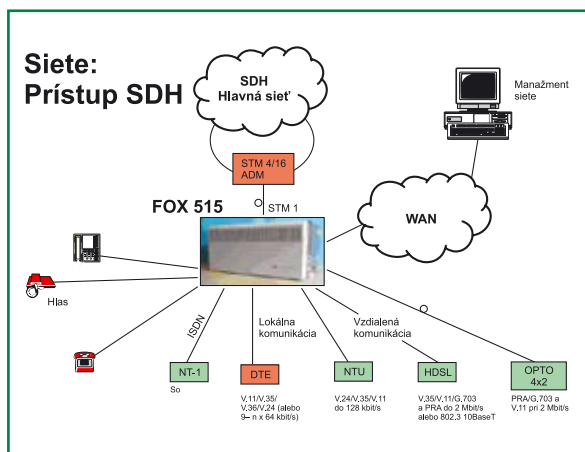 Siete:
Prístup SDH
SDH
Hlavná sieť
Manažment
siete
STM 4/16
ADM
FOX 515
STM 1
WAN
Hlas
ISDN
Lokálna
komunikácia
Vzdialená
komunikácia
NT-1
DTE
NTU
HDSL
OPTO
4x2
So
V,11/V,35/
V,36/V,24 (alebo
9– n x 64 kbit/s)
V,24/V,35/V,11
do 128 kbit/s
V,35/V,11/G,703
a PRA do 2 Mbit/s
alebo 802,3 10BaseT
PRA/G,703 a
V,11 pri 2 Mbit/s